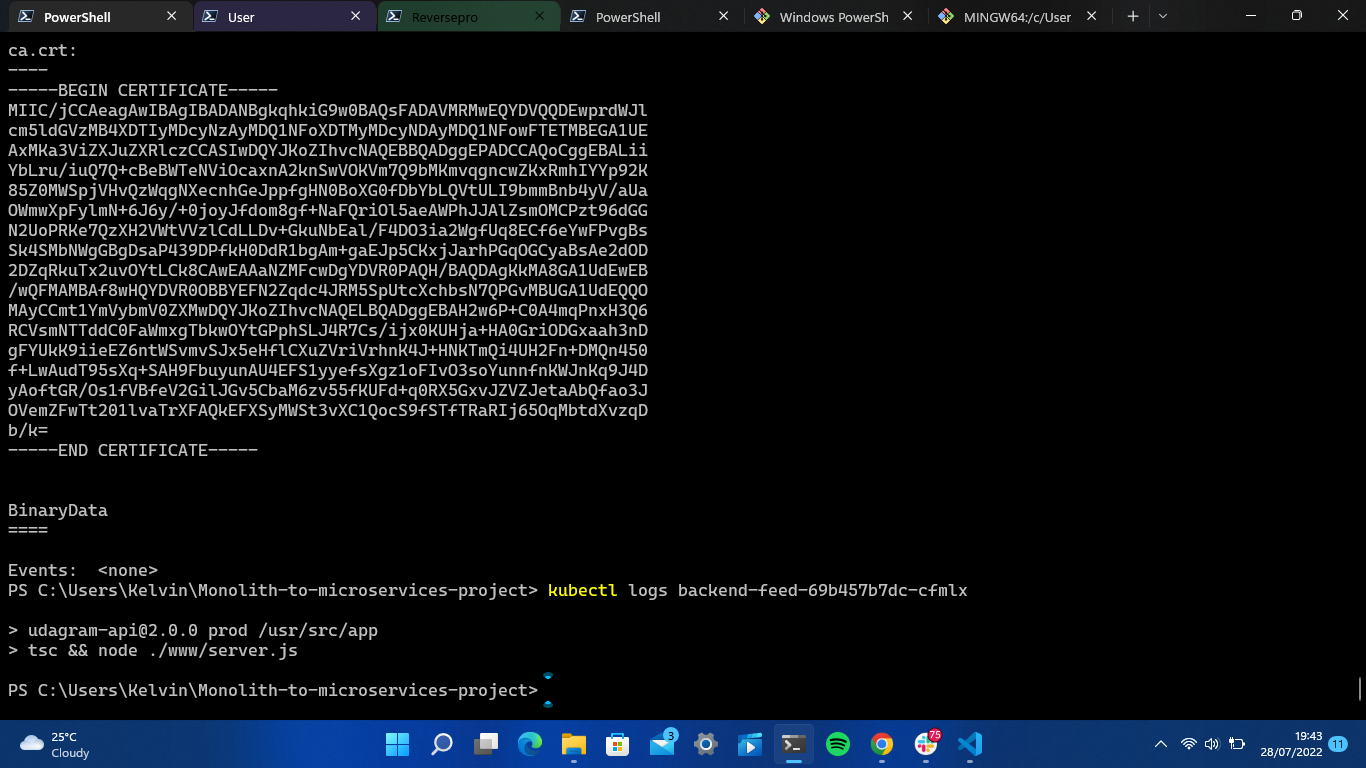 PowerShell
User
Reversepro
PowerShell
Windows PowerSh
MINGW64:/c/User
ca.crt:
----
-----BEGIN CERTIFICATE-----
MIIC/jCCAeagAwIBAgIBADANBgkqhkiG9w0BAQsFADAVMRMwEQYDVQQDEwprdWJl
cm5ldGVzMB4XDTIyMDcyNzAyMDQ1NFoXDTMyMDcyNDAyMDQ1NFowFTETMBEGA1UE
AxMKa3ViZXJuZXRlczCCASIwDQYJKoZIhvcNAQEBBQADggEPADCCAQoCggEBALii
YbLru/iuQ7Q+cBeBWTeNViOcaxnA2knSwVOKVm7Q9bMKmvqgncwZKxRmhIYYp92K
85Z0MWSpjVHvQzWqgNXecnhGeJppfgHN0BoXG0fDbYbLQVtULI9bmmBnb4yV/aUa
OWmwXpFylmN+6J6y/+0joyJfdom8gf+NaFQriOl5aeAWPhJJAlZsmOMCPzt96dGG
N2UoPRKe7QzXH2VWtVVzlCdLLDv+GkuNbEal/F4DO3ia2WgfUq8ECf6eYwFPvgBs
Sk4SMbNWgGBgDsaP439DPfkH0DdR1bgAm+gaEJp5CKxjJarhPGqOGCyaBsAe2dOD
2DZqRkuTx2uvOYtLCk8CAwEAAaNZMFcwDgYDVR0PAQH/BAQDAgKkMA8GA1UdEwEB
/wQFMAMBAf8wHQYDVR0OBBYEFN2Zqdc4JRM5SpUtcXchbsN7QPGvMBUGA1UdEQQO
MAyCCmt1YmVybmV0ZXMwDQYJKoZIhvcNAQELBQADggEBAH2w6P+C0A4mqPnxH3Q6
RCVsmNTTddC0FaWmxgTbkwOYtGPphSLJ4R7Cs/ijx0KUHja+HA0GriODGxaah3nD
gFYUkK9iieEZ6ntWSvmvSJx5eHflCXuZVriVrhnK4J+HNKTmQi4UH2Fn+DMQn450
f+LwAudT95sXq+SAH9FbuyunAU4EFS1yyefsXgz1oFIvO3soYunnfnKWJnKq9J4D
yAoftGR/Os1fVBfeV2GilJGv5CbaM6zv55fKUFd+q0RX5GxvJZVZJetaAbQfao3J
OVemZFwTt201lvaTrXFAQkEFXSyMWSt3vXC1QocS9fSTfTRaRIj65OqMbtdXvzqD
b/k=
-----END CERTIFICATE-----
BinaryData
====
Events:  <none>
PS C:\Users\Kelvin\Monolith-to-microservices-project> kubectl logs backend-feed-69b457b7dc-cfmlx
> udagram-api@2.0.0 prod /usr/src/app
> tsc && node ./www/server.js
PS C:\Users\Kelvin\Monolith-to-microservices-project>
25°C
Cloudy
3
75
19:43
28/07/2022
11